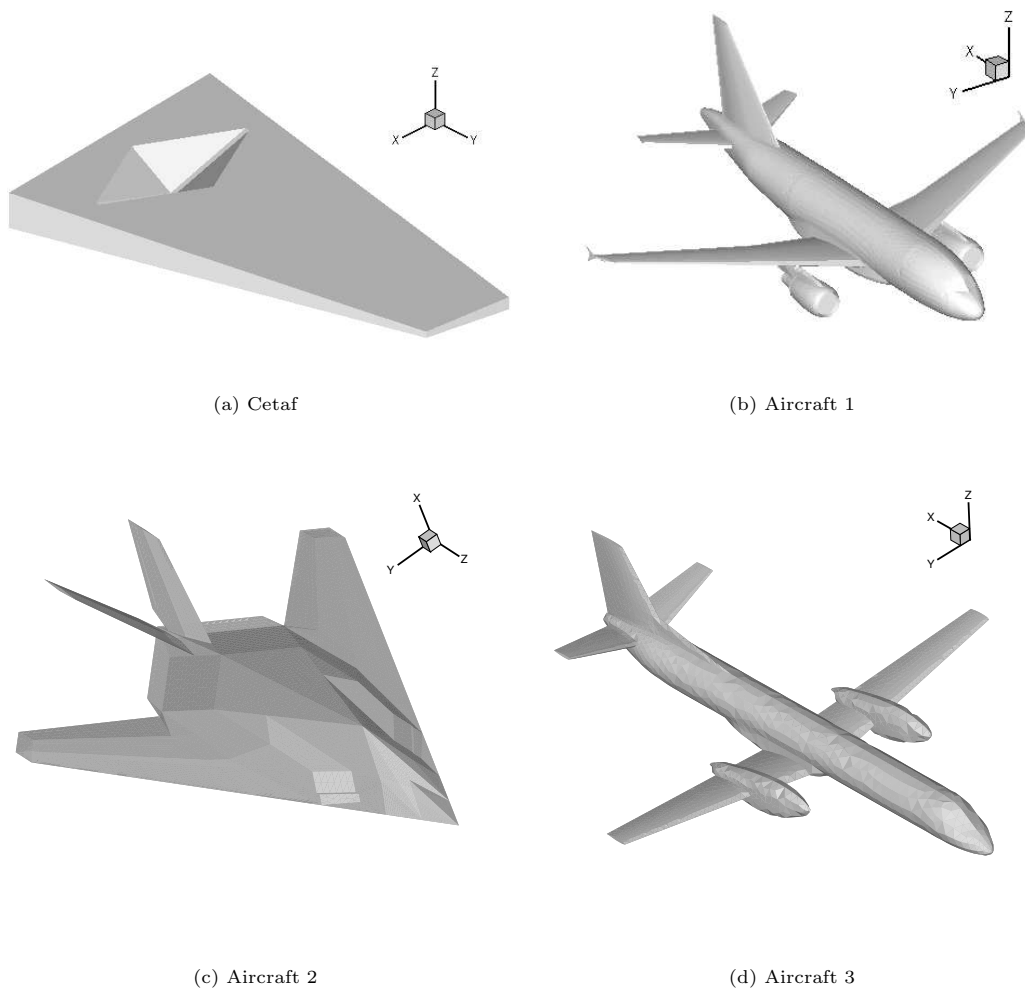 Z
X
Y
(a) Cetaf
Z
X
Y
(b) Aircraft 1
X
Y
Z
(c) Aircraft 2
Z
X
Y
(d) Aircraft 3